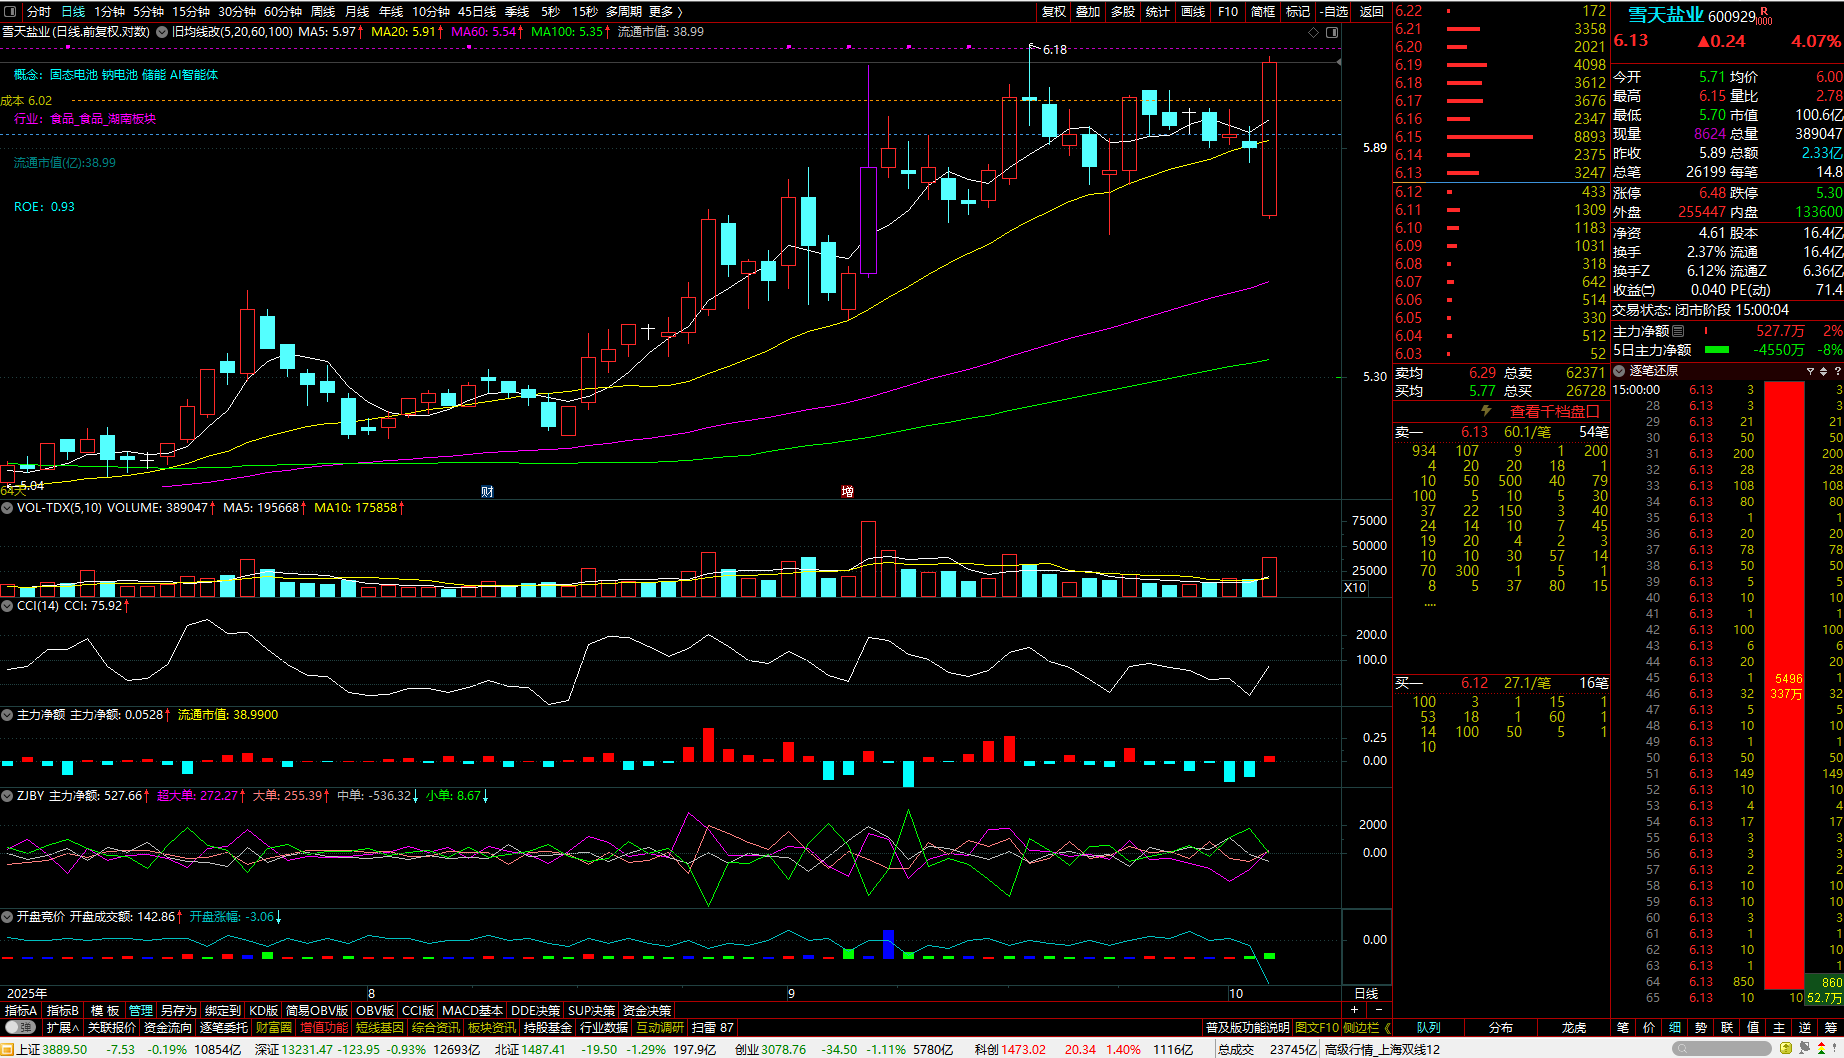 分时 日线 1分钟 5分钟 15分钟 30分钟 60分钟 周线 月线 年线 10分钟 45日线 季线 5秒 15秒 多周期 更多 〉 复权 叠加 多股 统计 画线 F10 简框 标记 -自选 返回
雪天盐业(日线.前复权.对数) 旧均线改(5,20,60,100) MA5: 5.97↑ MA20: 5.91↑ MA60: 5.54↑ MA100: 5.35↑ 流通市值: 38.99
6.18
概念: 固态电池 钠电池 储能 AI智能体
成本 6.02
行业: 食品_食品_湖南板块
流通市值(亿):38.99
ROE: 0.93
5.89
5.30
5.04
64天
财
增
VOL-TDX(5,10) VOLUME: 389047↑ MA5: 195668↑ MA10: 175858↑
75000
50000
25000
X10
CCI(14) CCI: 75.92↑
200.0
100.0
主力净额 主力净额: 0.0528↑ 流通市值: 38.9900
0.25
0.00
ZJBY 主力净额: 527.66↑ 超大单: 272.27↑ 大单: 255.39↑ 中单: -536.32↓ 小单: 8.67↓
2000
0.00
开盘竞价 开盘成交额: 142.86↑ 开盘涨幅: -3.06↓
0.00
2025年 8 9 10 日线
指标A 指标B 模 板 管理 另存为 绑定到 KD版 简易OBV版 OBV版 CCI版 MACD基本 DDE决策 SUP决策 资金决策 + −
弹 扩展∧ 关联报价 资金流向 逐笔委托 财富圈 增值功能 短线基因 综合资讯 板块资讯 持股基金 行业数据 互动调研 扫雷 87 普及版功能说明 图文F10 侧边栏《
6.22 172
6.21 3358
6.20 2021
6.19 4098
6.18 3612
6.17 3676
6.16 2347
6.15 8893
6.14 2375
6.13 3247
6.12 433
6.11 1309
6.10 1183
6.09 1031
6.08 318
6.07 642
6.06 514
6.05 330
6.04 512
6.03 52
卖均 6.29 总卖 62371
买均 5.77 总买 26728
查看千档盘口
卖一 6.13 60.1/笔 54笔
934 107 9 1 200
4 20 20 18 1
10 50 500 40 79
100 5 10 5 30
37 22 150 3 40
24 14 10 7 45
19 20 4 2 3
10 10 30 57 14
70 300 1 5 1
8 5 37 80 15
....
买一 6.12 27.1/笔 16笔
100 3 1 15 1
53 18 1 60 1
14 100 50 5 1
10
队列 分布 龙虎
雪天盐业 600929 R 1000
6.13 ▲0.24 4.07%
今开 5.71 均价 6.00
最高 6.15 量比 2.78
最低 5.70 市值 100.6亿
现量 8624 总量 389047
昨收 5.89 总额 2.33亿
总笔 26199 每笔 14.8
涨停 6.48 跌停 5.30
外盘 255447 内盘 133600
净资 4.61 股本 16.4亿
换手 2.37% 流通 16.4亿
换手Z 6.12% 流通Z 6.36亿
收益㈡ 0.040 PE(动) 71.4
交易状态: 闭市阶段 15:00:04
主力净额 527.7万 2%
5日主力净额 -4550万 -8%
逐笔还原 ?
15:00:00 6.13 3 3
28 6.13 3 3
29 6.13 21 21
30 6.13 50 50
31 6.13 200 200
32 6.13 28 28
33 6.13 108 108
34 6.13 80 80
35 6.13 1 1
36 6.13 20 20
37 6.13 78 78
38 6.13 50 50
39 6.13 5 5
40 6.13 10 10
41 6.13 1 1
42 6.13 100 100
43 6.13 6 6
44 6.13 20 20
45 6.13 1 5496 1
46 6.13 32 337万 32
47 6.13 5 5
48 6.13 10 10
49 6.13 1 1
50 6.13 50 50
51 6.13 149 149
52 6.13 10 10
53 6.13 4 4
54 6.13 17 17
55 6.13 3 3
56 6.13 3 3
57 6.13 2 2
58 6.13 10 10
59 6.13 10 10
60 6.13 3 3
61 6.13 1 1
62 6.13 10 10
63 6.13 1 1
64 6.13 850 860
65 6.13 10 10 52.7万
笔 价 细 势 联 值 主 逆 筹
上证3889.50 -7.53 -0.19% 10854亿 深证13231.47 -123.95 -0.93% 12693亿 北证1487.41 -19.50 -1.29% 197.9亿 创业3078.76 -34.50 -1.11% 5780亿 科创1473.02 20.34 1.40% 1116亿 总成交 23745亿 高级行情_上海双线12